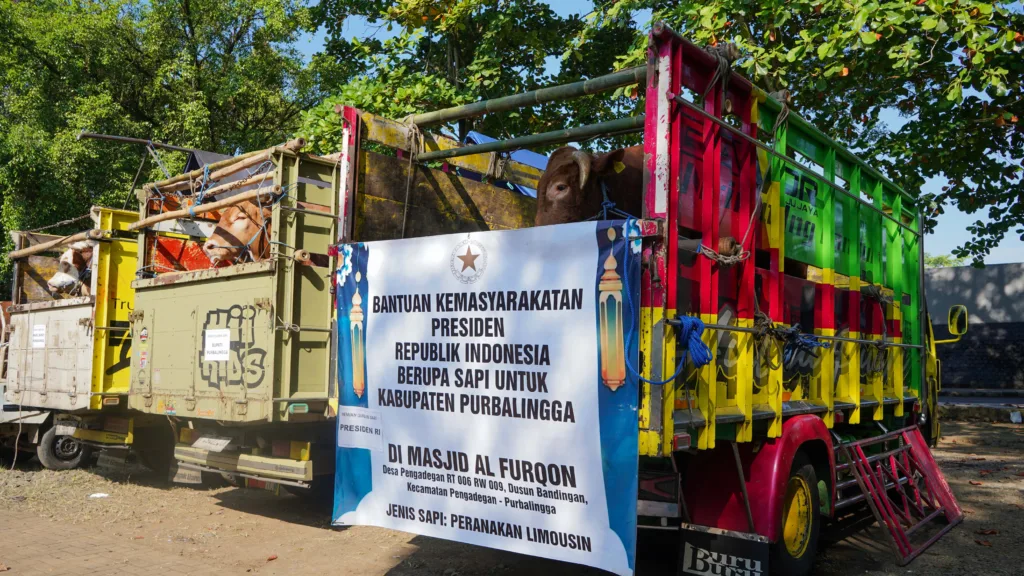 BANTUAN KEMASYARAKATAN
PRESIDEN
REPUBLIK INDONESIA
BERUPA SAPI UNTUK
KABUPATEN PURBALINGGA
PRESIDEN RI
DI MASJID AL FURQON
Desa Pengadegan RT 006 RW 009, Dusun Bandingan,
Kecamatan Pengadegan - Purbalingga
JENIS SAPI: PERANAKAN LIMOUSIN
BuRu